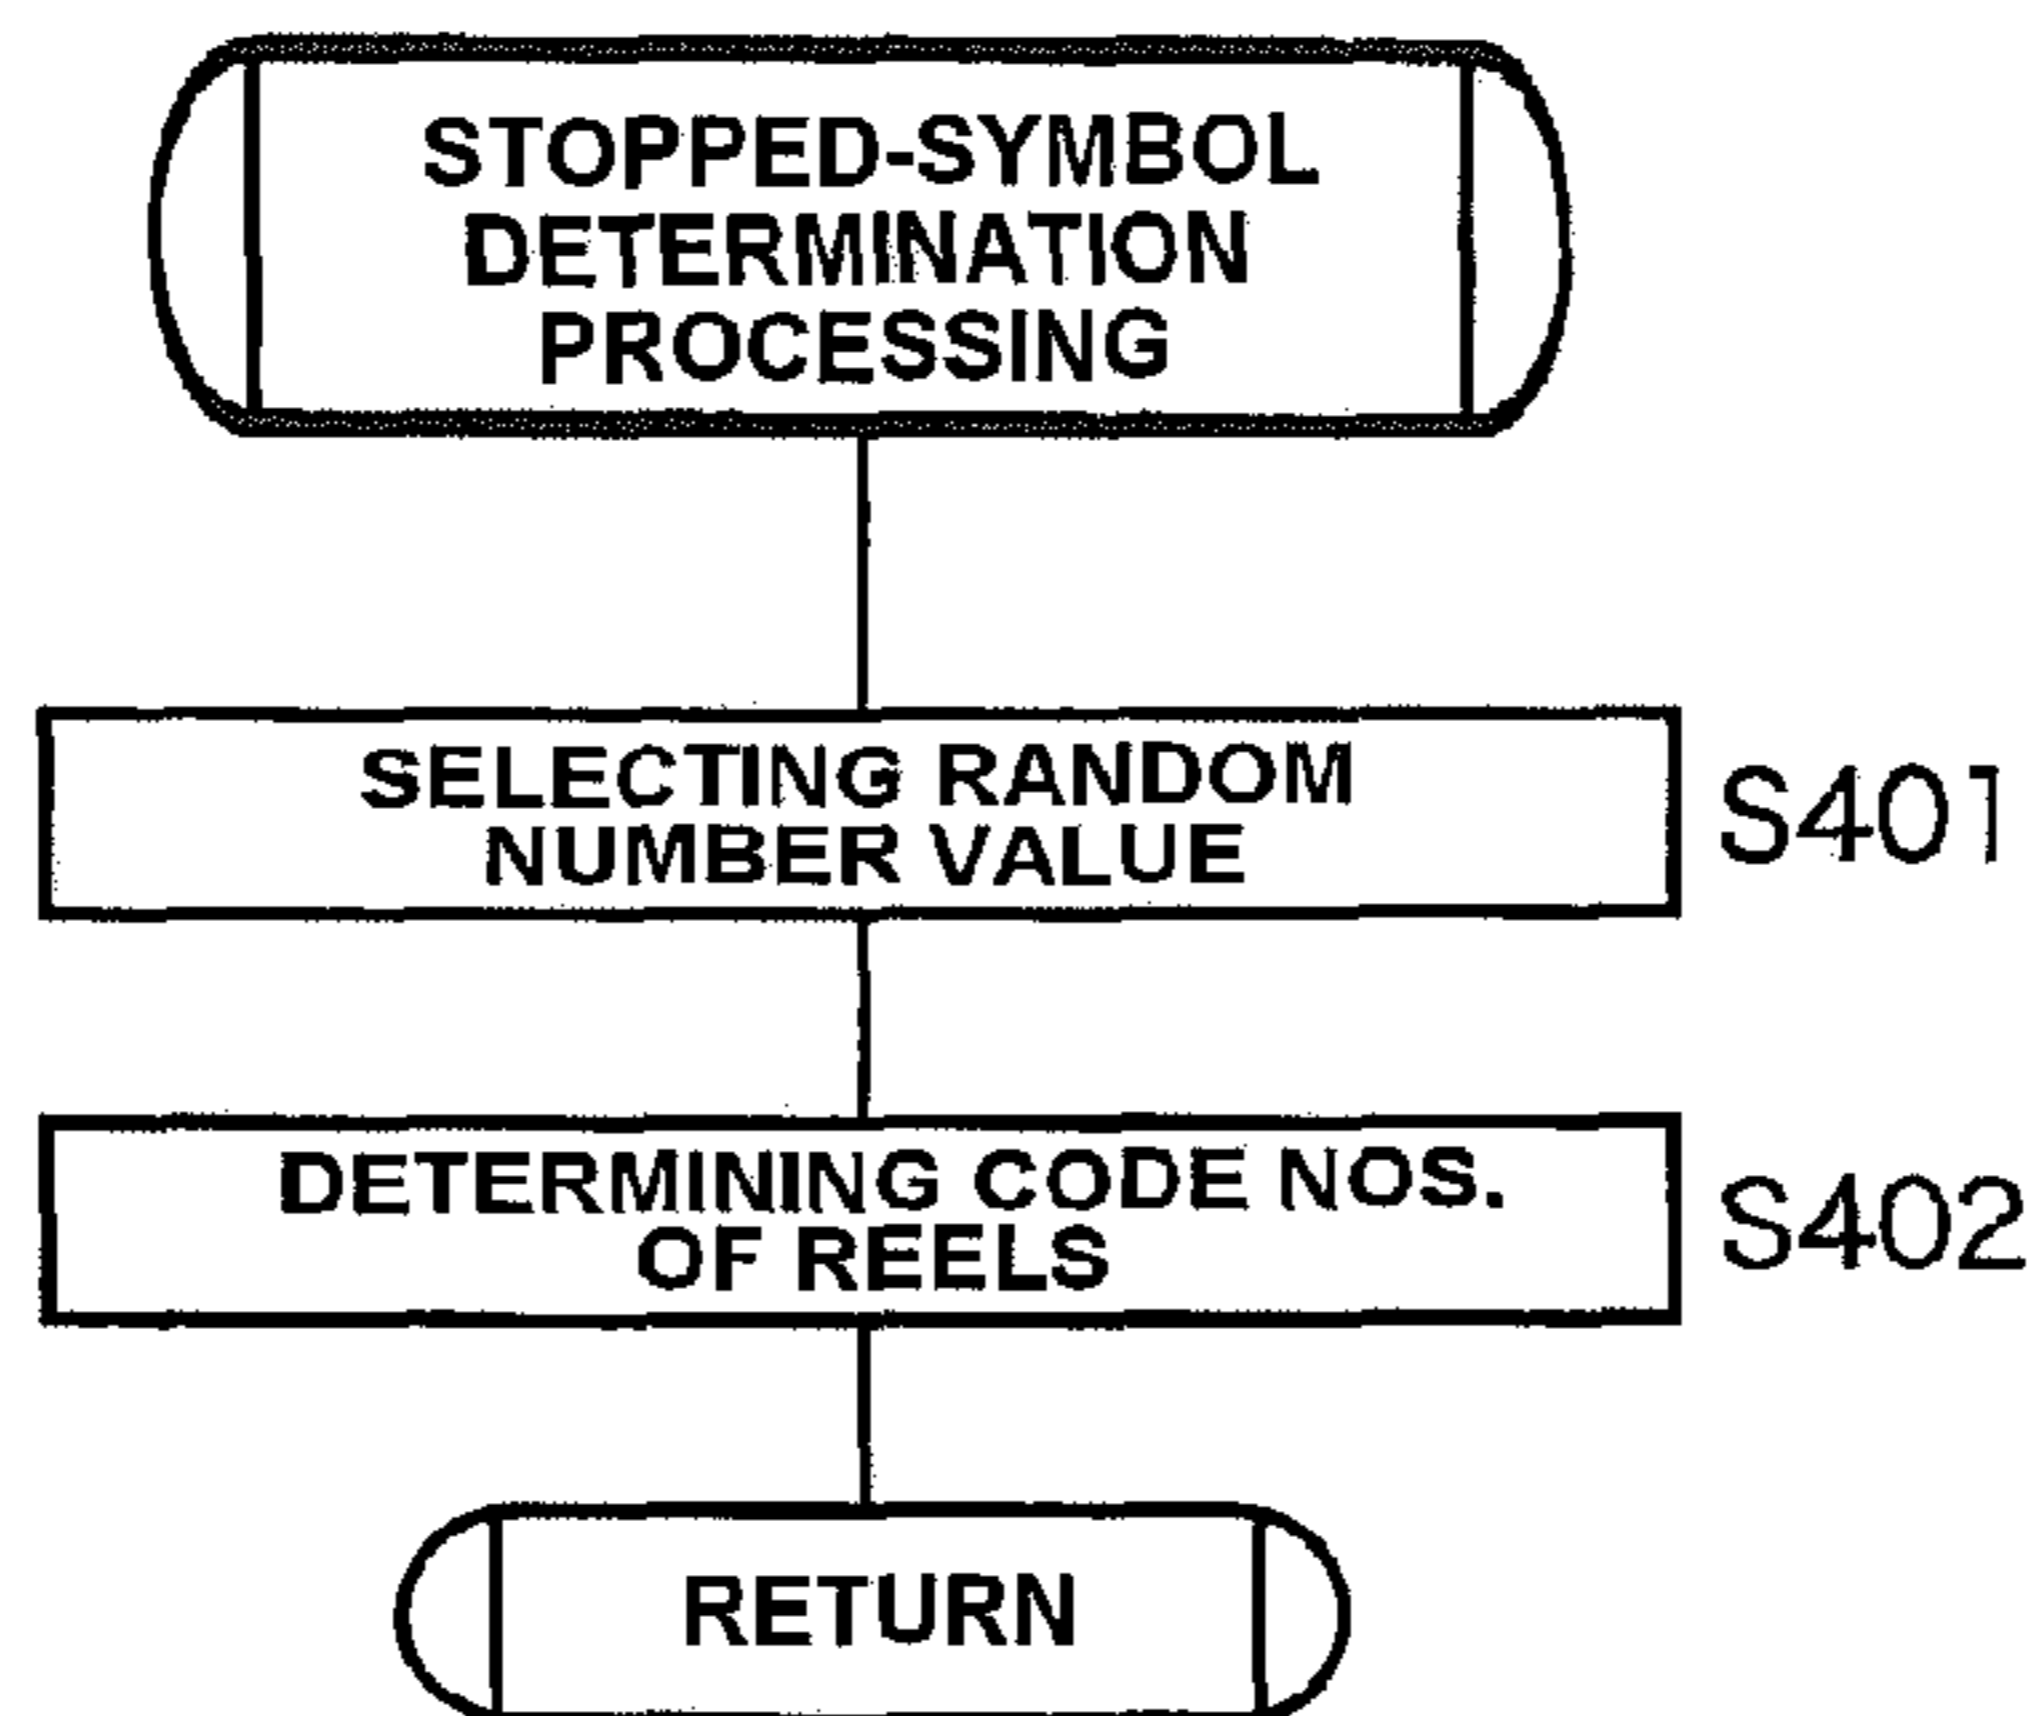 STOPPED-SYMBOL
DETERMINATION
PROCESSING
SELECTING RANDOM
NUMBER VALUE
S401
DETERMINING CODE NOS.
OF REELS
S402
RETURN